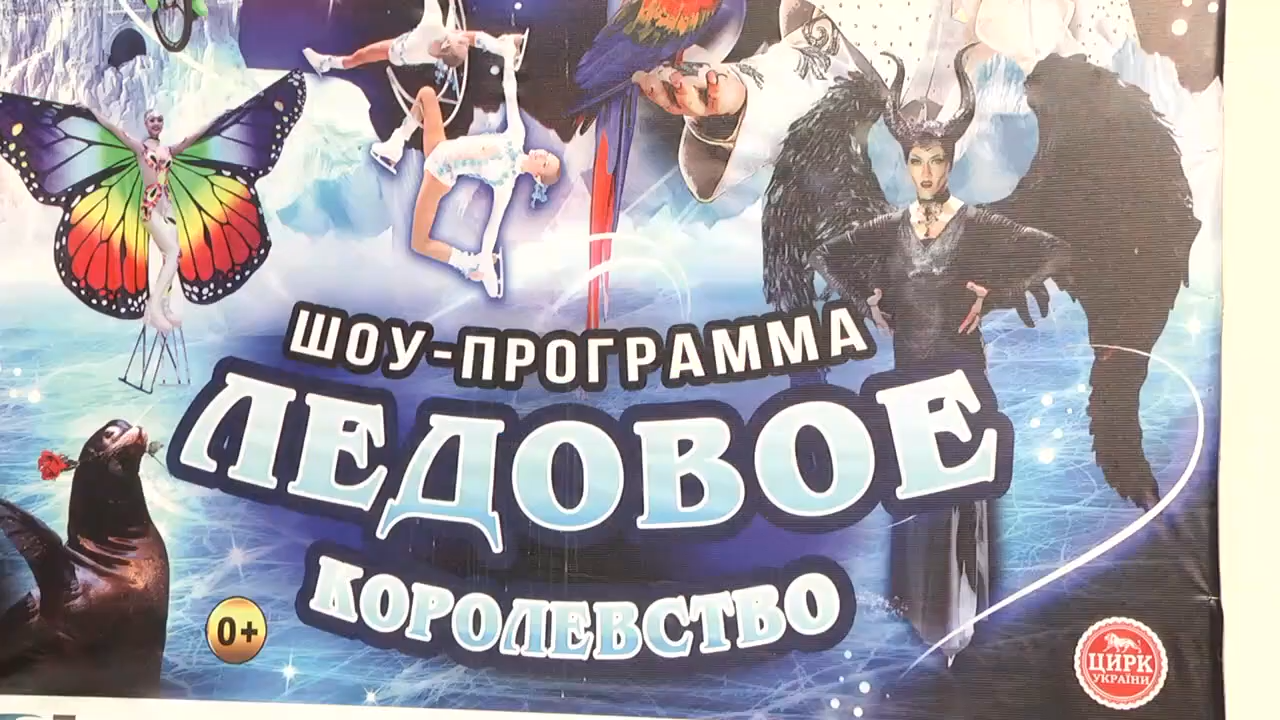 ШОУ-ПРОГРАММА
ЛЕДОВОЕ
КОРОЛЕВСТВО
0+
ЦИРК
УКРАЇНИ